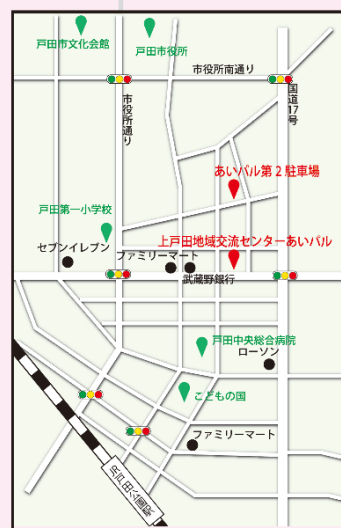 戸田市文化会館
戸田市役所
市役所南通り
市役所通り
国道17号
あいパル第2駐車場
戸田第一小学校
上戸田地域交流センターあいパル
セブンイレブン
ファミリーマート
武蔵野銀行
戸田中央総合病院
ローソン
こどもの国
ファミリーマート
JR戸田公園駅